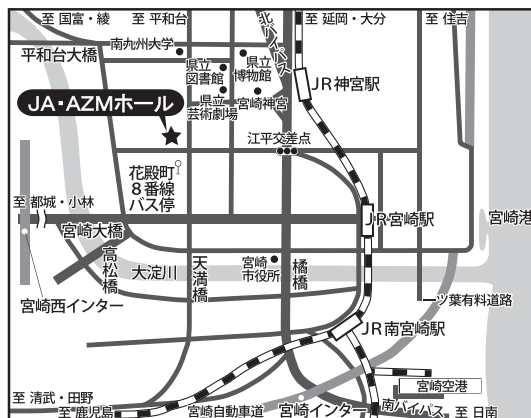 至 国富・綾
至 平和台
北バイパス
至 延岡・大分
至 住吉
南九州大学
平和台大橋
県立
図書館
県立
博物館
JR神宮駅
JA・AZMホール
県立
芸術劇場
宮崎神宮
江平交差点
花殿町
8番線
バス停
至 都城・小林
JR宮崎駅
宮崎港
宮崎大橋
高松橋
大淀川
天満橋
宮崎
市役所
橘橋
宮崎西インター
一ツ葉有料道路
JR南宮崎駅
宮崎空港
至 清武・田野
至 鹿児島
宮崎自動車道
宮崎インター
南バイパス
至 日南